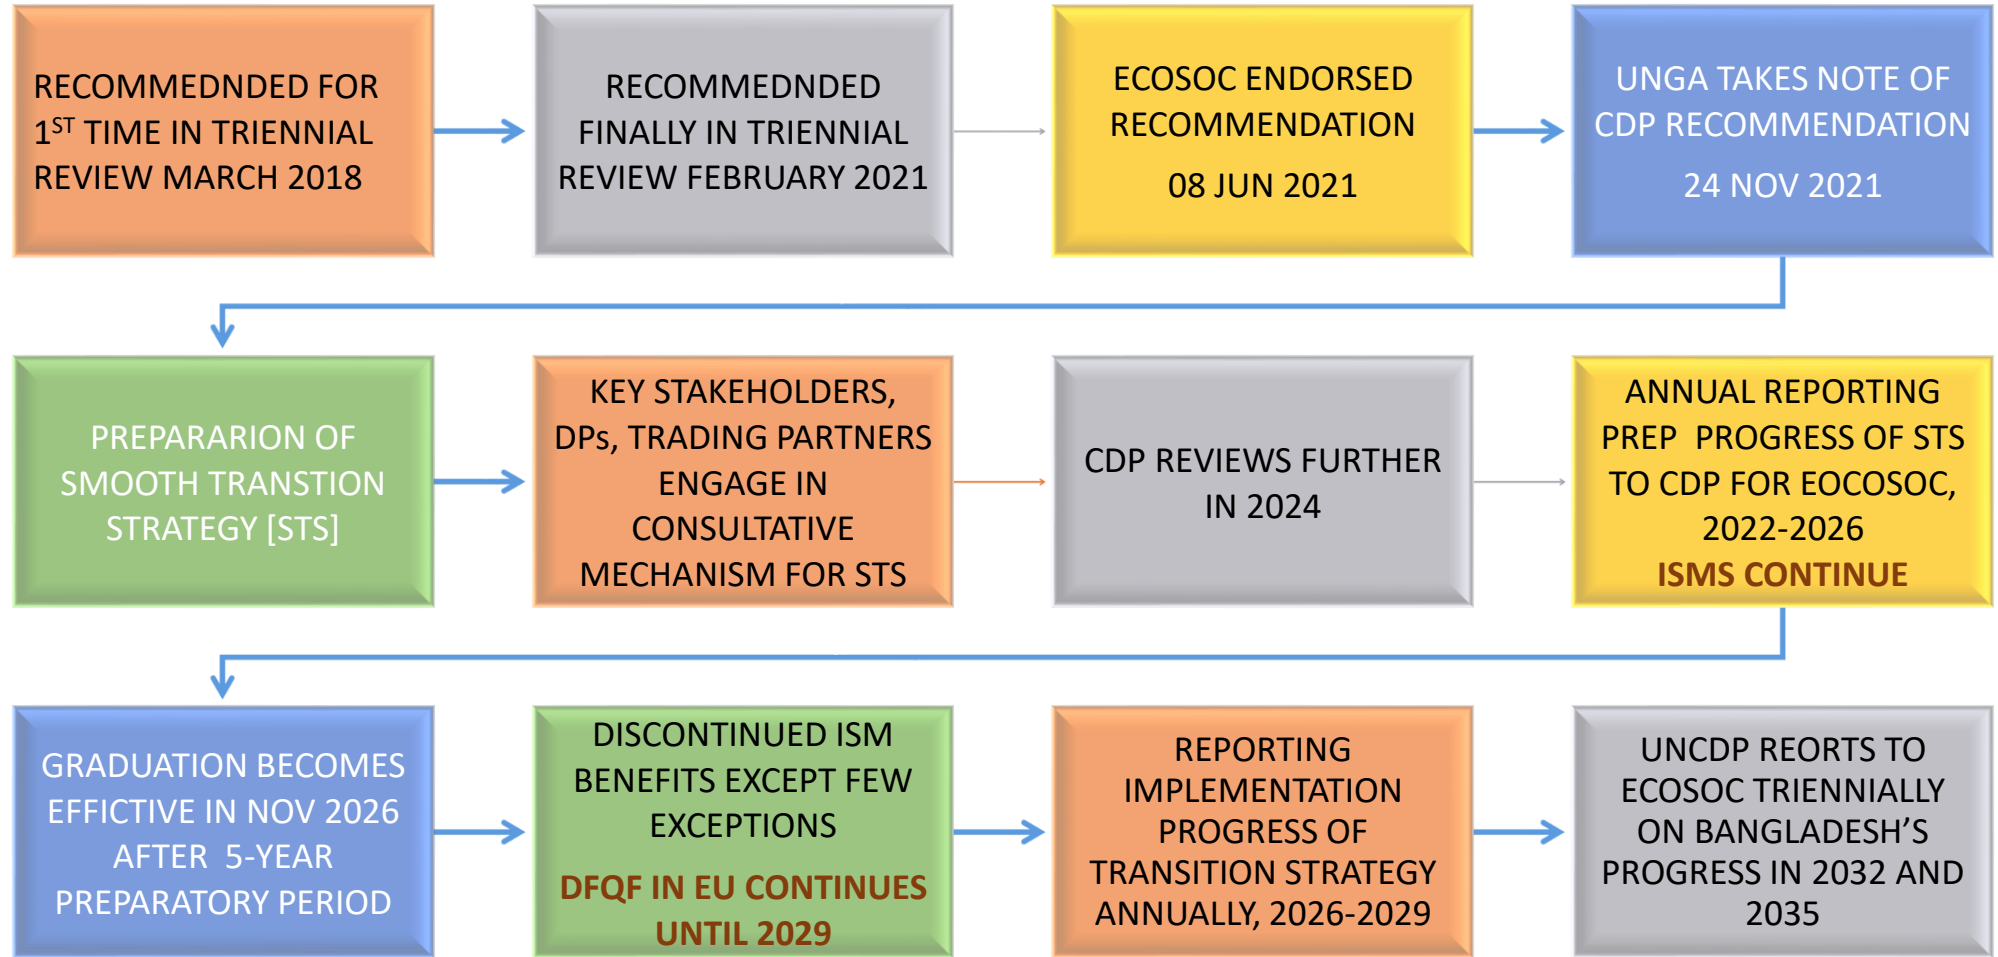 RECOMMEDNDED FOR
1ST TIME IN TRIENNIAL
REVIEW MARCH 2018
RECOMMEDNDED
FINALLY IN TRIENNIAL
REVIEW FEBRUARY 2021
ECOSOC ENDORSED
RECOMMENDATION
08 JUN 2021
UNGA TAKES NOTE OF
CDP RECOMMENDATION
24 NOV 2021
PREPARARION OF
SMOOTH TRANSTION
STRATEGY [STS]
KEY STAKEHOLDERS,
DPs, TRADING PARTNERS
ENGAGE IN
CONSULTATIVE
MECHANISM FOR STS
CDP REVIEWS FURTHER
IN 2024
ANNUAL REPORTING
PREP PROGRESS OF STS
TO CDP FOR EOCOSOC,
2022-2026
ISMS CONTINUE
GRADUATION BECOMES
EFFICTIVE IN NOV 2026
AFTER 5-YEAR
PREPARATORY PERIOD
DISCONTINUED ISM
BENEFITS EXCEPT FEW
EXCEPTIONS
DFQF IN EU CONTINUES
UNTIL 2029
REPORTING
IMPLEMENTATION
PROGRESS OF
TRANSITION STRATEGY
ANNUALLY, 2026-2029
UNCDP REORTS TO
ECOSOC TRIENNIALLY
ON BANGLADESH’S
PROGRESS IN 2032 AND
2035